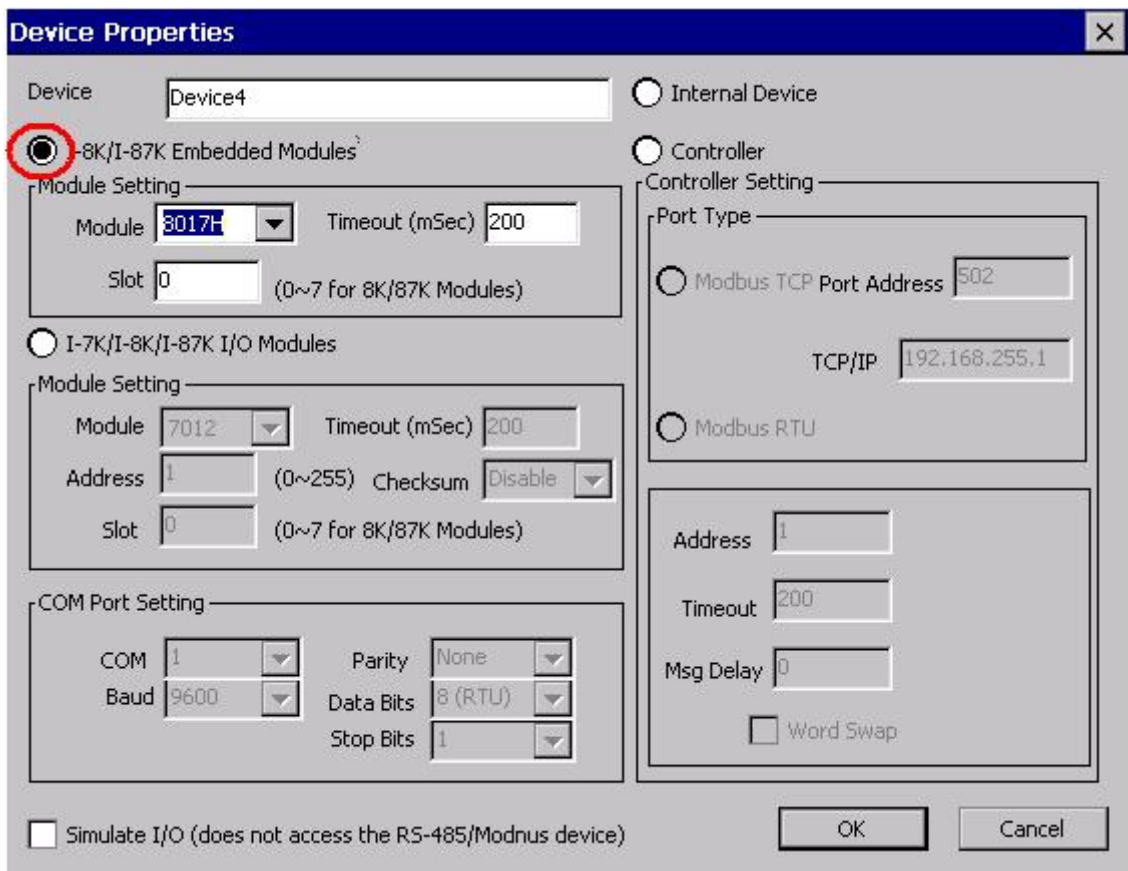 Device Properties
Device Device4
Internal Device
I-8K/I-87K Embedded Modules
Controller
Module Setting
Module 8017H Timeout (mSec) 200
Slot 0 (0~7 for 8K/87K Modules)
I-7K/I-8K/I-87K I/O Modules
Module Setting
Module 7012 Timeout (mSec) 200
Address 1 (0~255) Checksum Disable
Slot 0 (0~7 for 8K/87K Modules)
COM Port Setting
COM 1 Parity None
Baud 9600 Data Bits 8 (RTU)
Stop Bits 1
Controller Setting
Port Type
Modbus TCP Port Address 502
TCP/IP 192.168.255.1
Modbus RTU
Address 1
Timeout 200
Msg Delay 0
Word Swap
Simulate I/O (does not access the RS-485/Modnus device)
OK Cancel